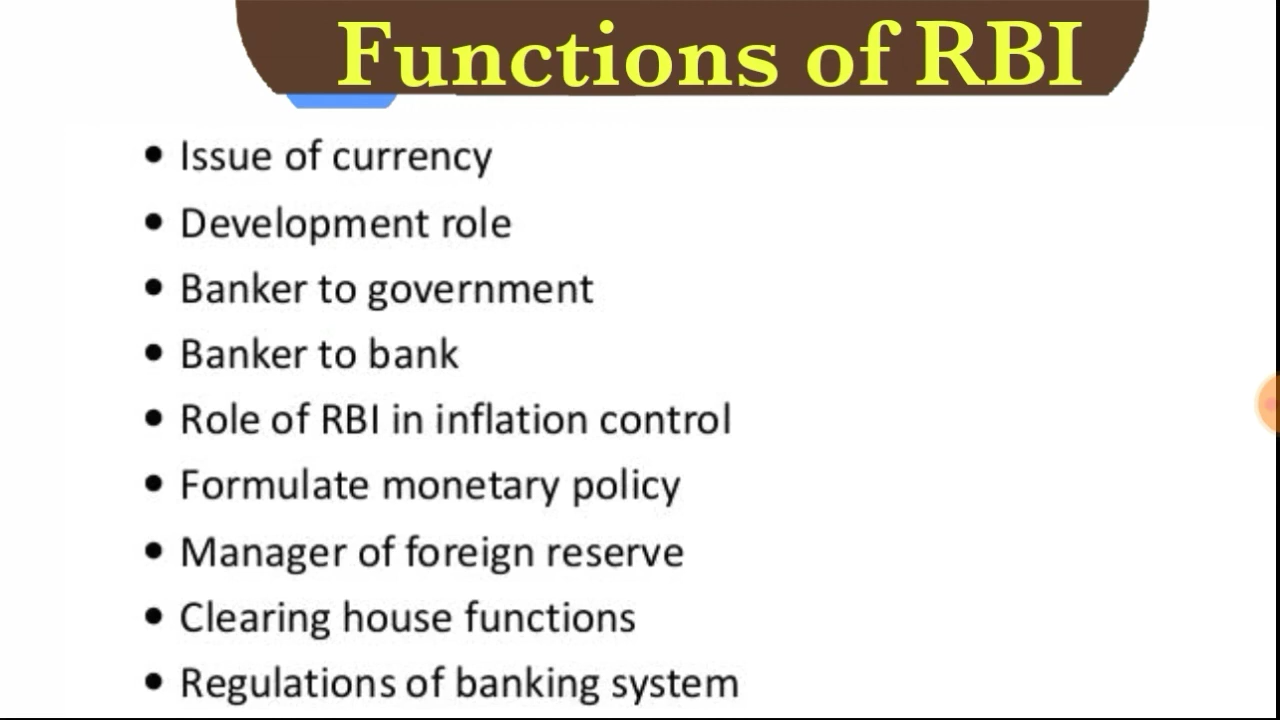 Functions of RBI
• Issue of currency
• Development role
• Banker to government
• Banker to bank
• Role of RBI in inflation control
• Formulate monetary policy
• Manager of foreign reserve
• Clearing house functions
• Regulations of banking system